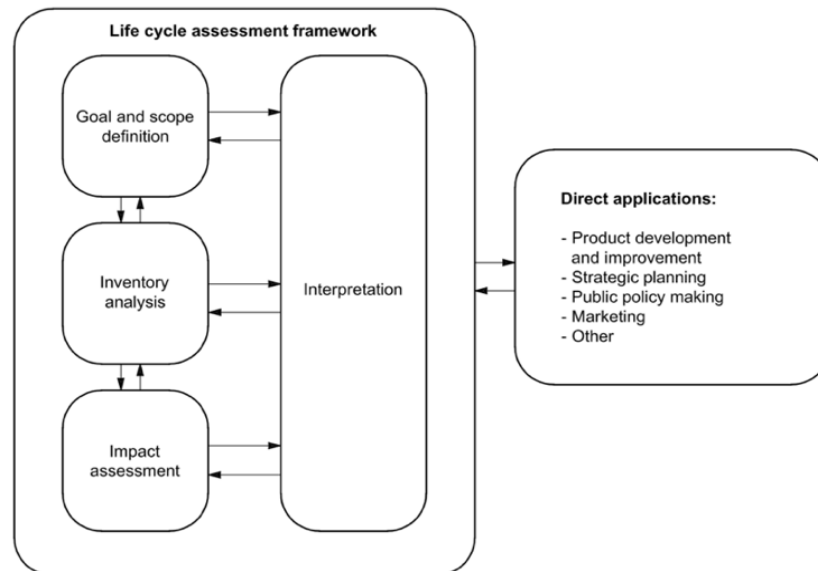 Life cycle assessment framework
Goal and scope
definition
Inventory
analysis
Impact
assessment
Interpretation
Direct applications:
- Product development
and improvement
- Strategic planning
- Public policy making
- Marketing
- Other